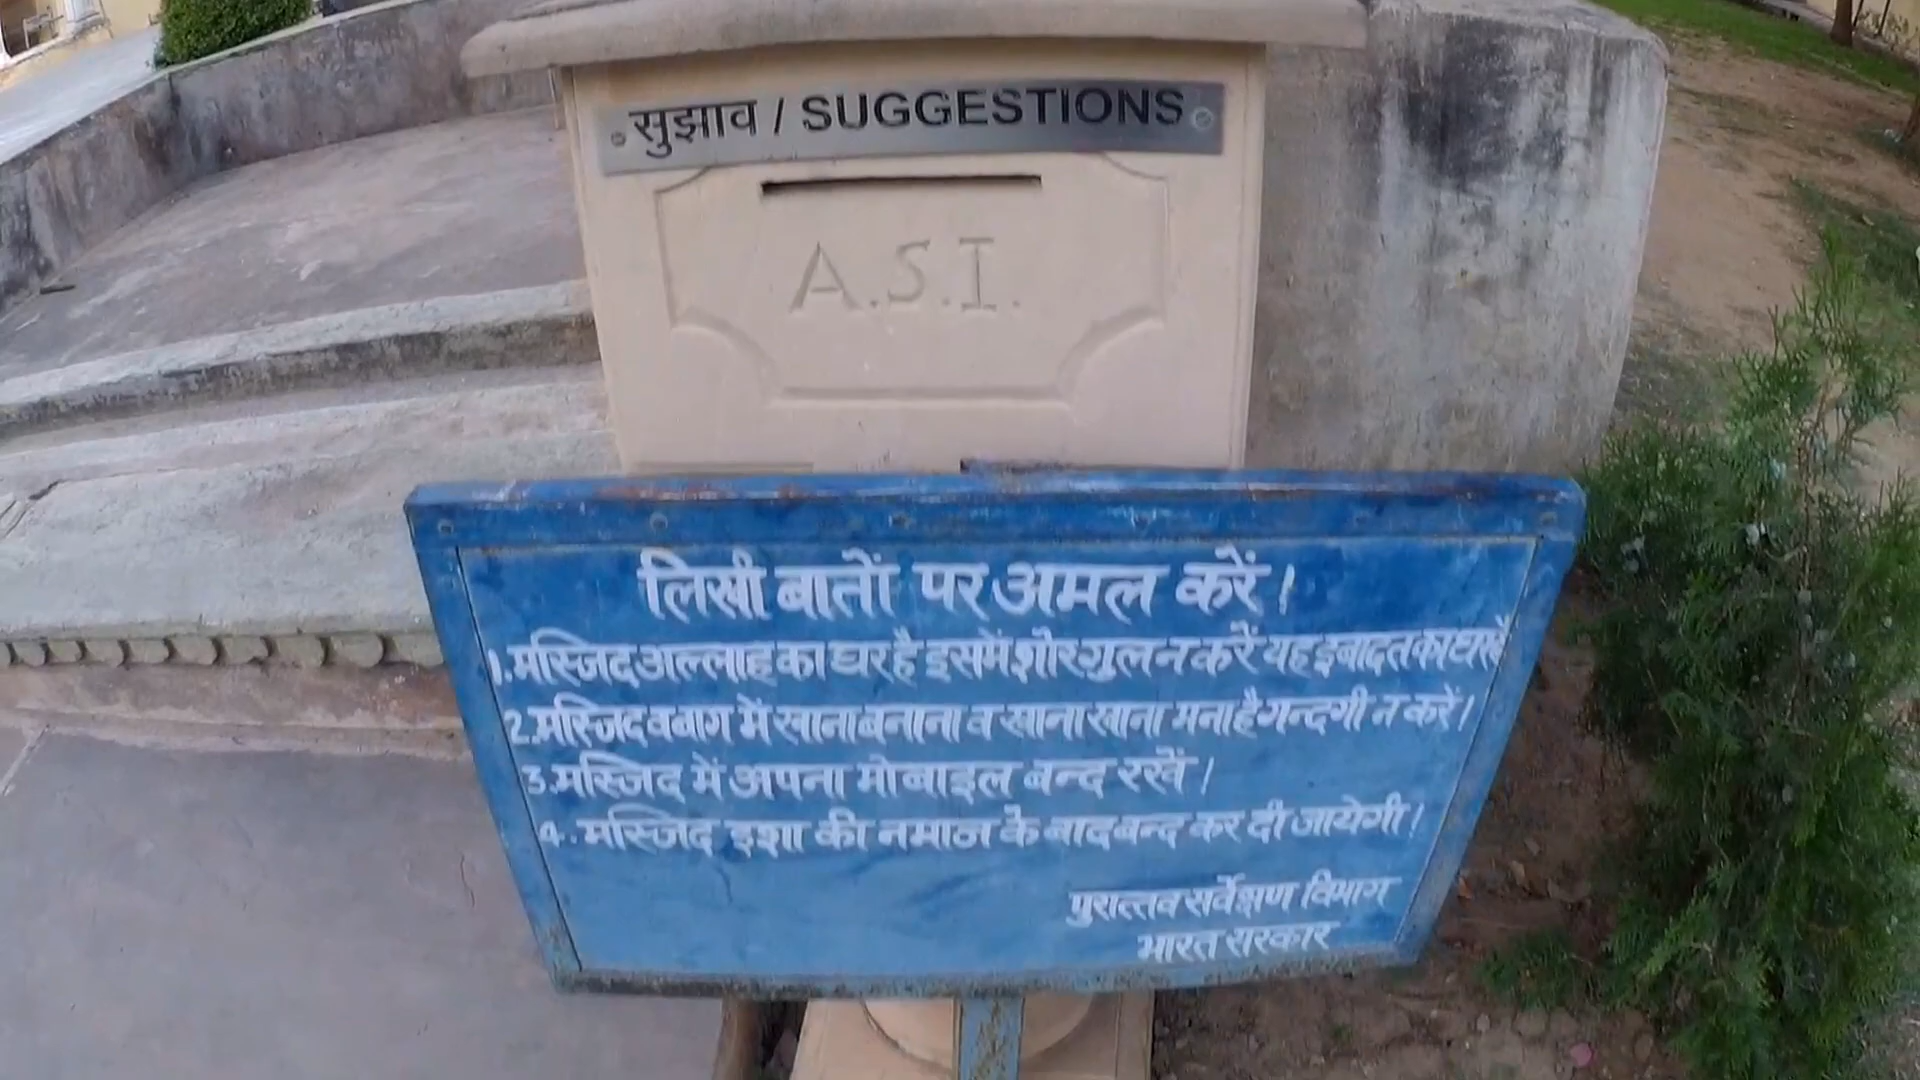 सुझाव / SUGGESTIONS
A.S.I.
लिखी बातों पर अमल करें।
1. मस्जिद अल्लाह का घर है इसमें शोरगुल न करें यह इबादत का घर है
2. मस्जिद व बाग में खाना बनाना व खाना खाना मना है गन्दगी न करें।
3. मस्जिद में अपना मोबाइल बन्द रखें।
4. मस्जिद इशा की नमाज के बाद बन्द कर दी जायेगी।
पुरातत्व सर्वेक्षण विभाग
भारत सरकार